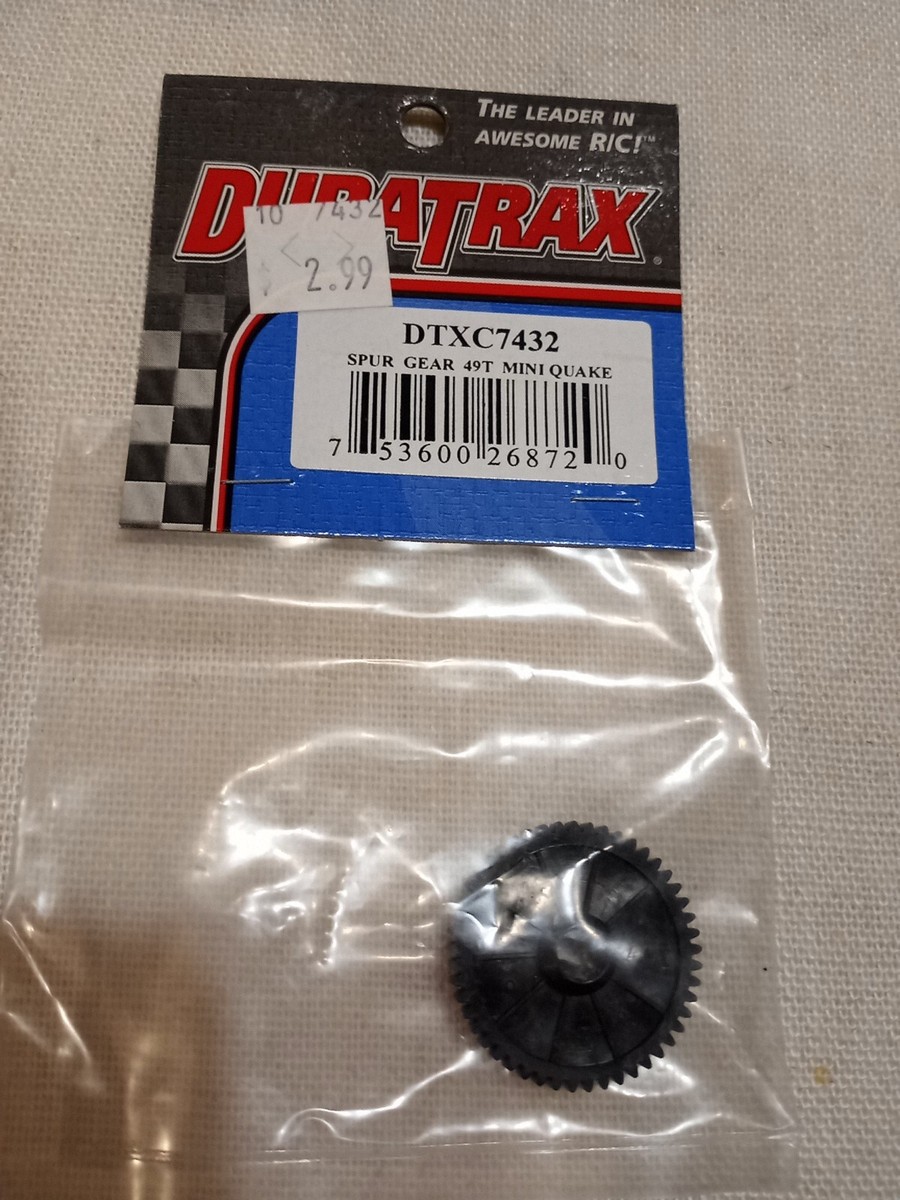 THE LEADER IN
AWESOME R/C!™
DURATRAX®
10 7432
$ 2.99
DTXC7432
SPUR GEAR 49T MINI QUAKE
7 53600 26872 0